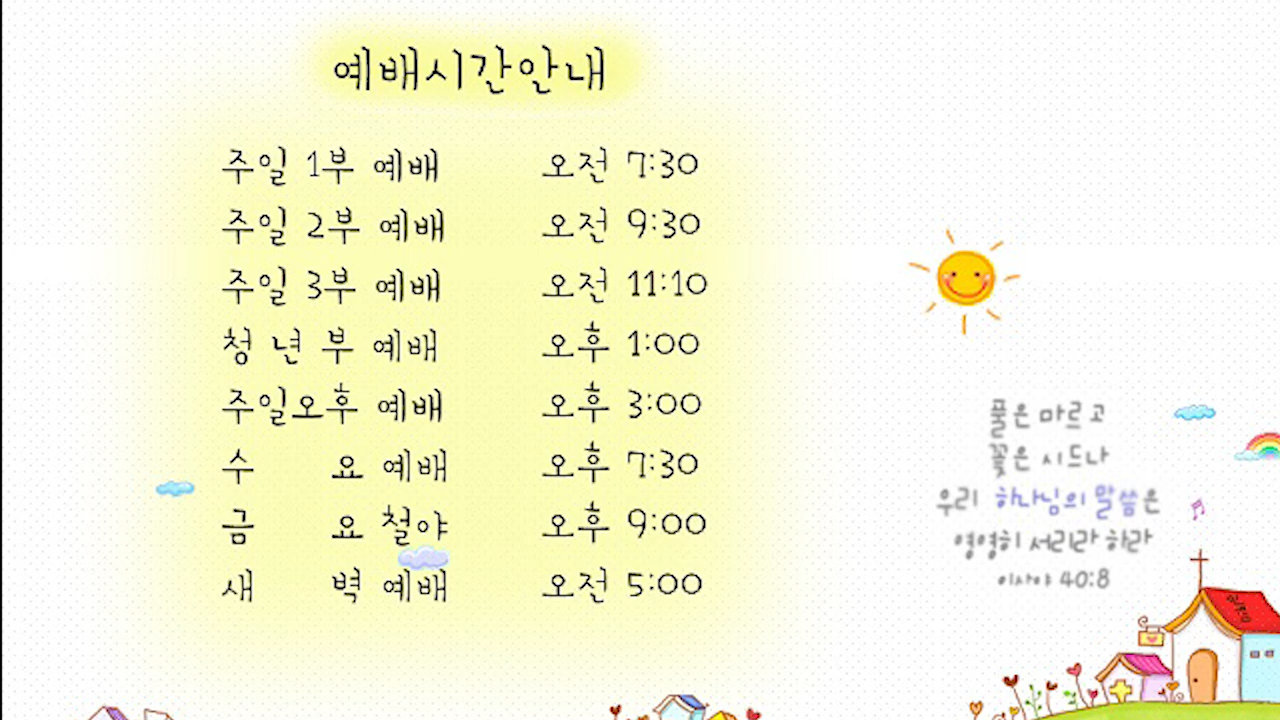 예배시간안내
주일 1부 예배 오전 7:30
주일 2부 예배 오전 9:30
주일 3부 예배 오전 11:10
청 년 부 예배 오후 1:00
주일오후 예배 오후 3:00
수 요 예배 오후 7:30
금 요 철야 오후 9:00
새 벽 예배 오전 5:00
풀은 마르고
꽃은 시드나
우리 하나님의 말씀은
영영히 서리라 하라
이사야 40:8